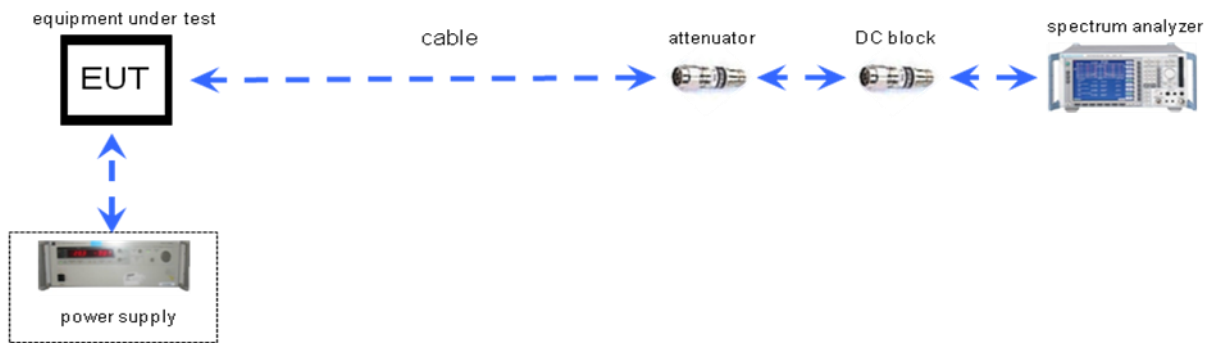 equipment under test
EUT
cable
attenuator
DC block
spectrum analyzer
power supply